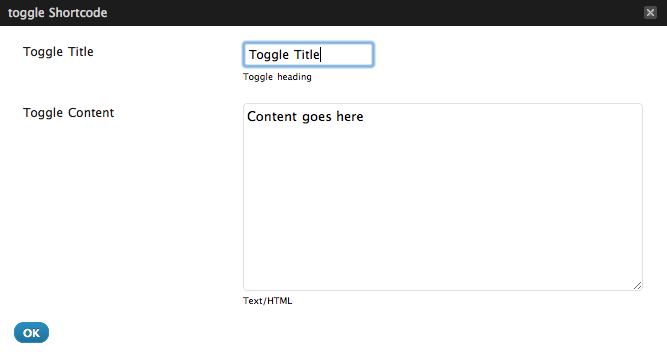 toggle Shortcode
Toggle Title
Toggle Title
Toggle heading
Toggle Content
Content goes here
Text/HTML
OK